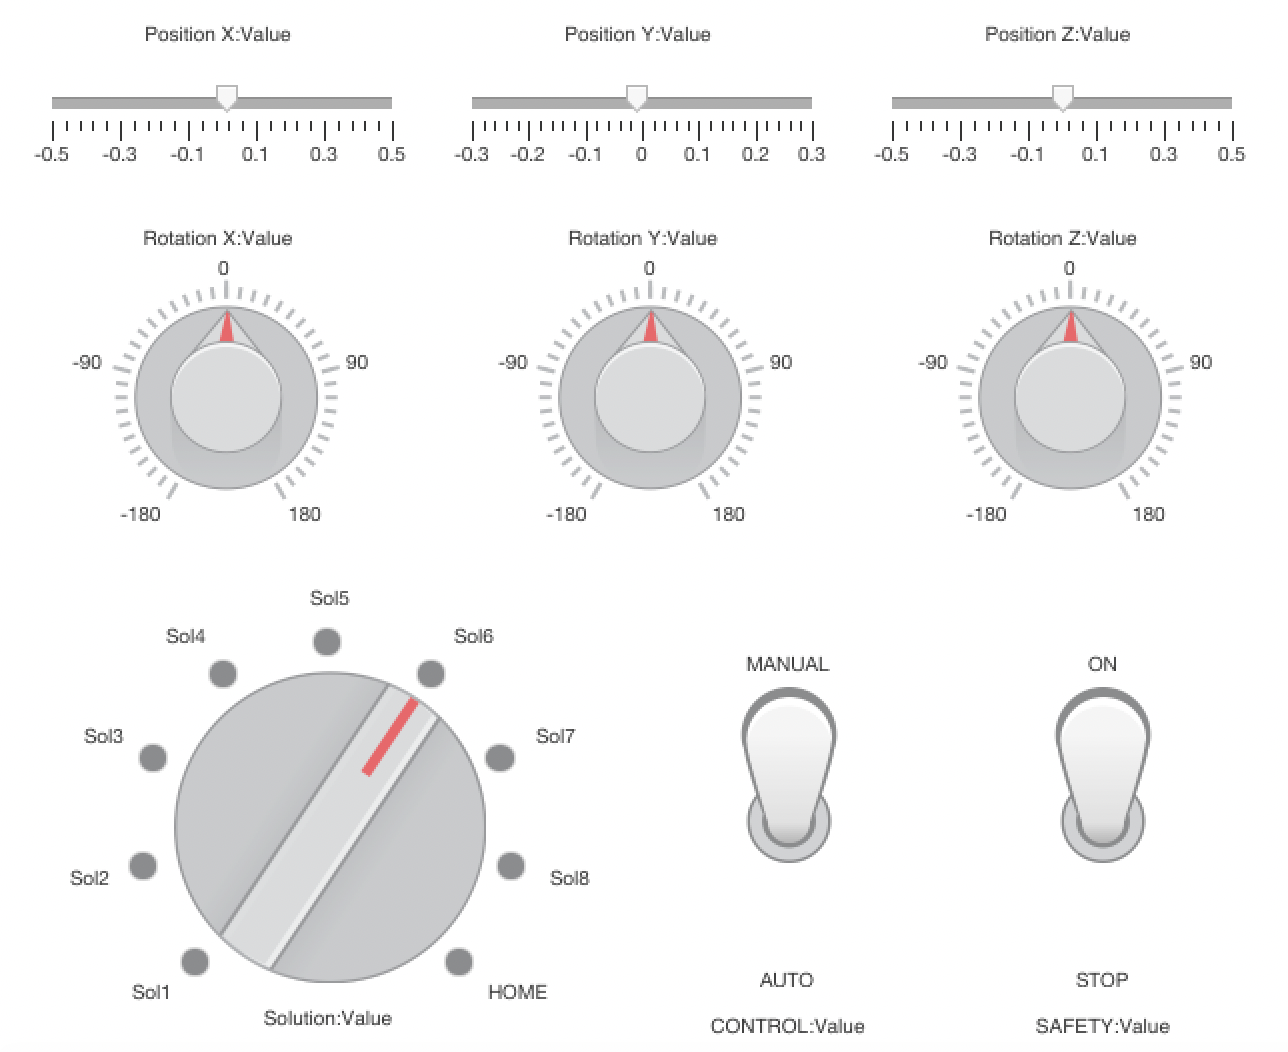 Position X:Value
Position Y:Value
Position Z:Value
-0.5 -0.3 -0.1 0.1 0.3 0.5
-0.3 -0.2 -0.1 0 0.1 0.2 0.3
-0.5 -0.3 -0.1 0.1 0.3 0.5
Rotation X:Value
Rotation Y:Value
Rotation Z:Value
0
0
0
-90 90
-90 90
-90 90
-180 180
-180 180
-180 180
Sol5
Sol4
Sol6
Sol3
Sol7
Sol2
Sol8
Sol1
HOME
Solution:Value
MANUAL
AUTO
CONTROL:Value
ON
STOP
SAFETY:Value